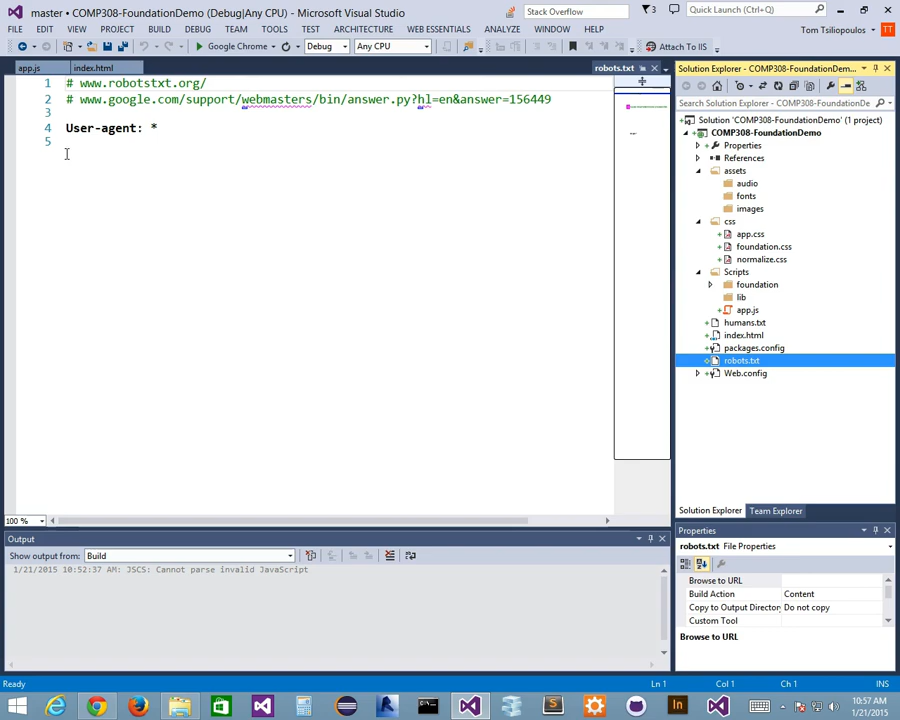 master • COMP308-FoundationDemo (Debug|Any CPU) - Microsoft Visual Studio
Stack Overflow
3
Quick Launch (Ctrl+Q)
FILE EDIT VIEW PROJECT BUILD DEBUG TEAM TOOLS TEST ARCHITECTURE WEB ESSENTIALS ANALYZE WINDOW HELP
Tom Tsiliopoulos TT
Google Chrome Debug Any CPU Attach To IIS
app.js index.html robots.txt
1 # www.robotstxt.org/
2 # www.google.com/support/webmasters/bin/answer.py?hl=en&answer=156449
3
4 User-agent: *
5
100 %
Solution Explorer - COMP308-FoundationDem...
Search Solution Explorer - COMP308-FoundationDe
Solution 'COMP308-FoundationDemo' (1 project)
COMP308-FoundationDemo
Properties
References
assets
audio
fonts
images
css
app.css
foundation.css
normalize.css
Scripts
foundation
lib
app.js
humans.txt
index.html
packages.config
robots.txt
Web.config
Solution Explorer Team Explorer
Output
Show output from: Build
1/21/2015 10:52:37 AM: JSCS: Cannot parse invalid JavaScript
Properties
robots.txt File Properties
Browse to URL
Build Action Content
Copy to Output Directory Do not copy
Custom Tool
Browse to URL
Ready Ln 1 Col 1 Ch 1 INS
In
10:57 AM
1/21/2015